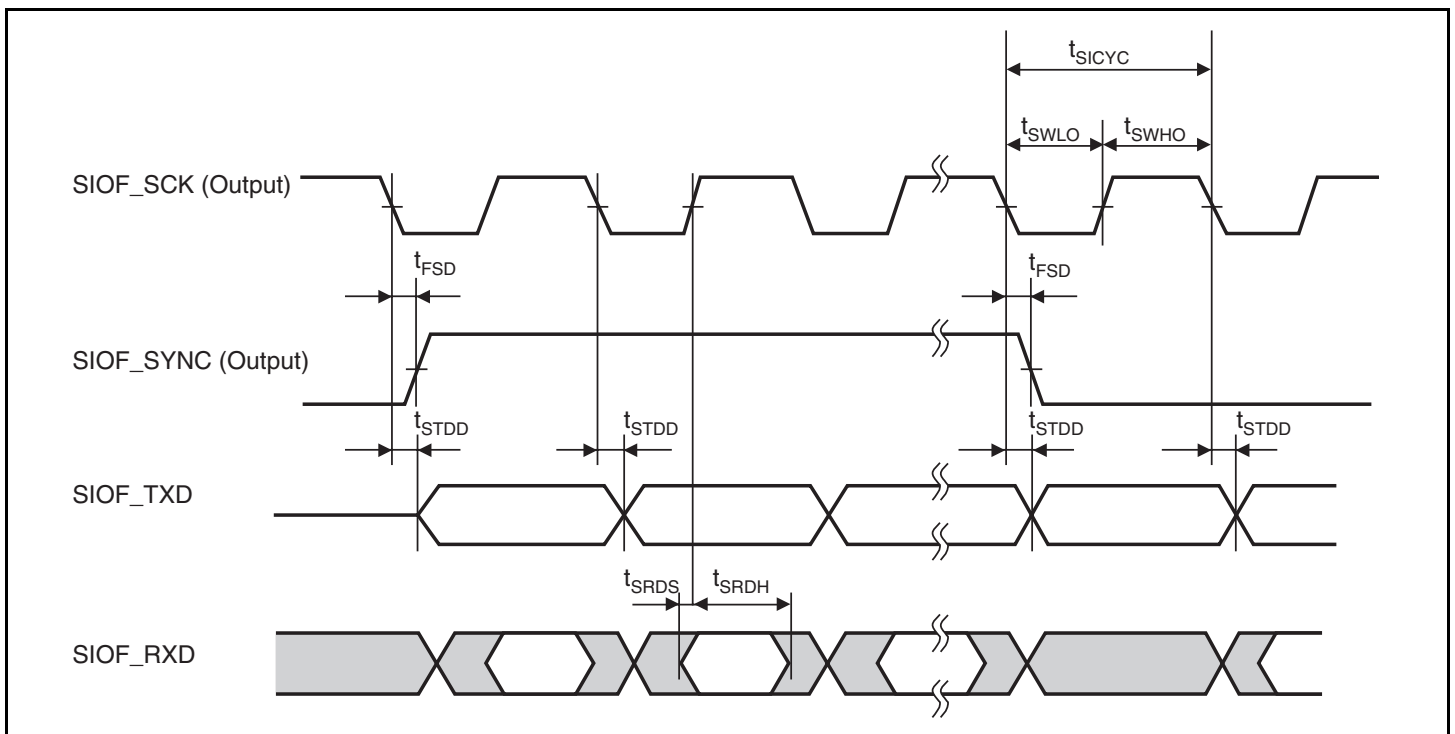 tSICYC
tSWLO tSWHO
SIOF_SCK (Output)
tFSD tFSD
SIOF_SYNC (Output)
tSTDD tSTDD tSTDD tSTDD
SIOF_TXD
tSRDS tSRDH
SIOF_RXD